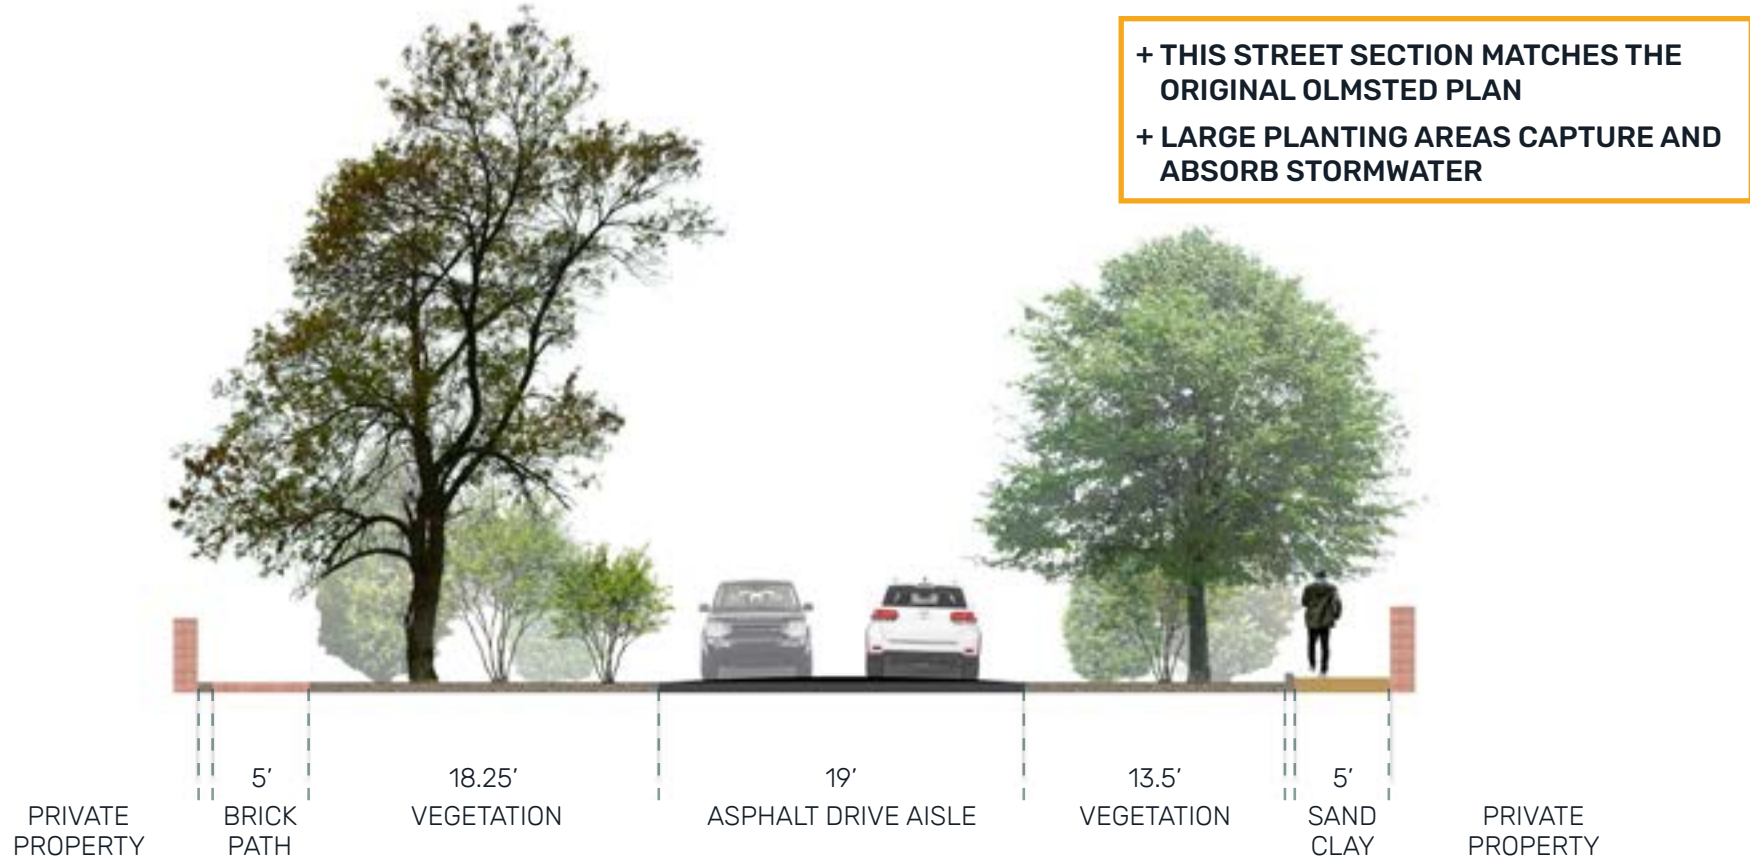 + THIS STREET SECTION MATCHES THE
ORIGINAL OLMSTED PLAN
+ LARGE PLANTING AREAS CAPTURE AND
ABSORB STORMWATER
PRIVATE
PROPERTY
5′
BRICK
PATH
18.25′
VEGETATION
19′
ASPHALT DRIVE AISLE
13.5′
VEGETATION
5′
SAND
CLAY
PRIVATE
PROPERTY